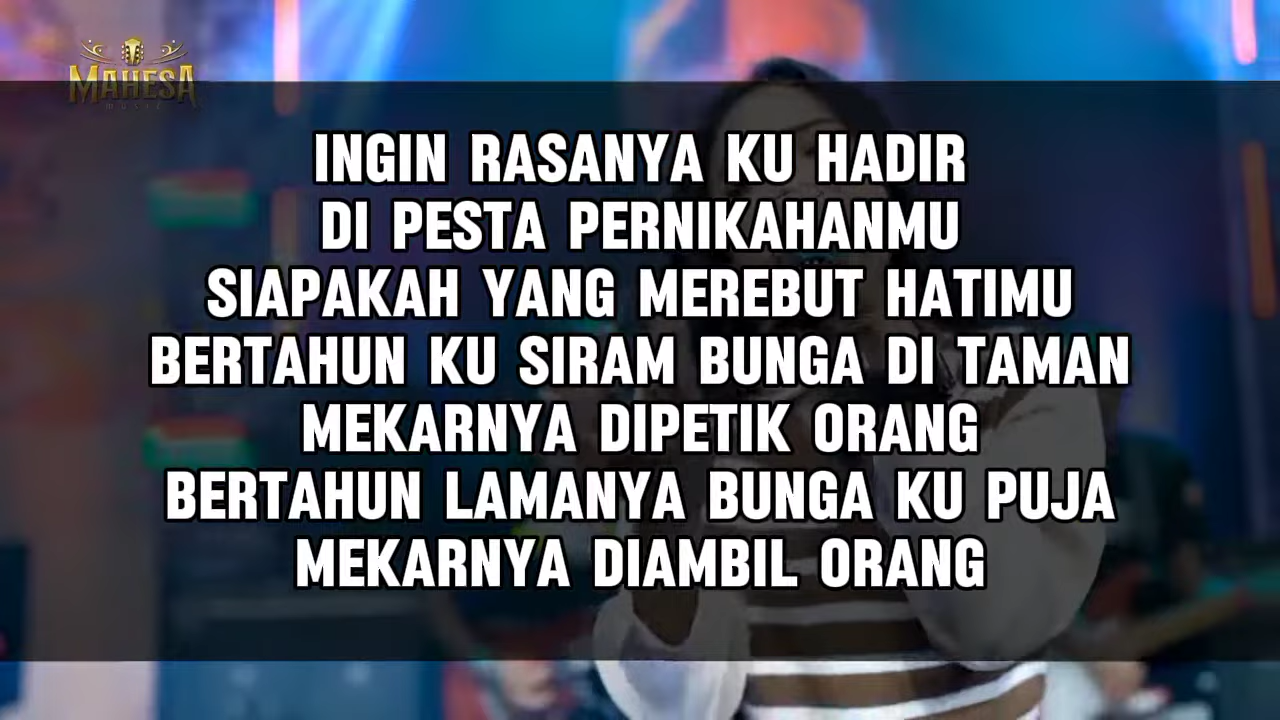 MAHESA
MUSIC
INGIN RASANYA KU HADIR
DI PESTA PERNIKAHANMU
SIAPAKAH YANG MEREBUT HATIMU
BERTAHUN KU SIRAM BUNGA DI TAMAN
MEKARNYA DIPETIK ORANG
BERTAHUN LAMANYA BUNGA KU PUJA
MEKARNYA DIAMBIL ORANG